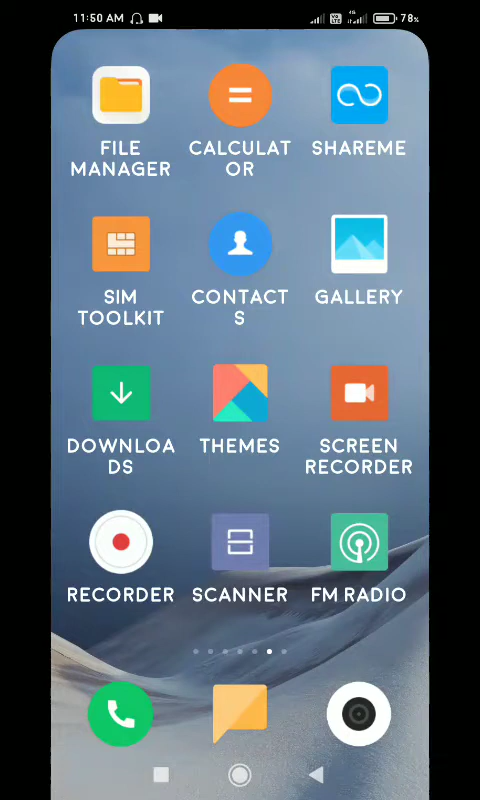 11:50 AM 78%
FILE MANAGER
CALCULAT
OR
SHAREME
SIM TOOLKIT
CONTACT
S
GALLERY
DOWNLOA
DS
THEMES
SCREEN RECORDER
RECORDER
SCANNER
FM RADIO